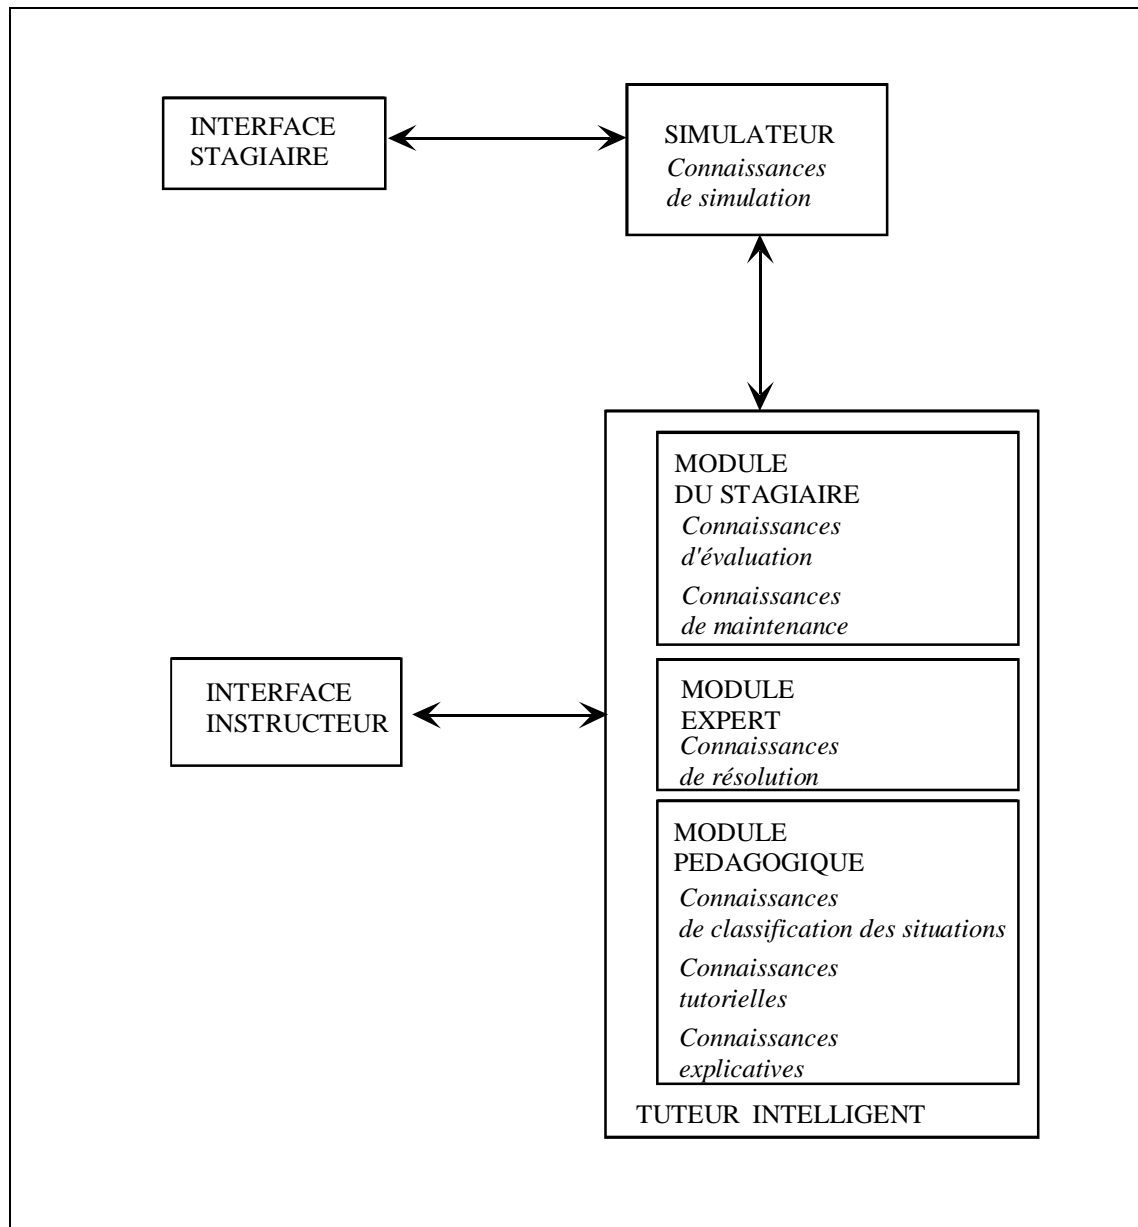 INTERFACE
STAGIAIRE
SIMULATEUR
Connaissances
de simulation
MODULE
DU STAGIAIRE
Connaissances
d'évaluation
Connaissances
de maintenance
INTERFACE
INSTRUCTEUR
MODULE
EXPERT
Connaissances
de résolution
MODULE
PEDAGOGIQUE
Connaissances
de classification des situations
Connaissances
tutorielles
Connaissances
explicatives
TUTEUR INTELLIGENT